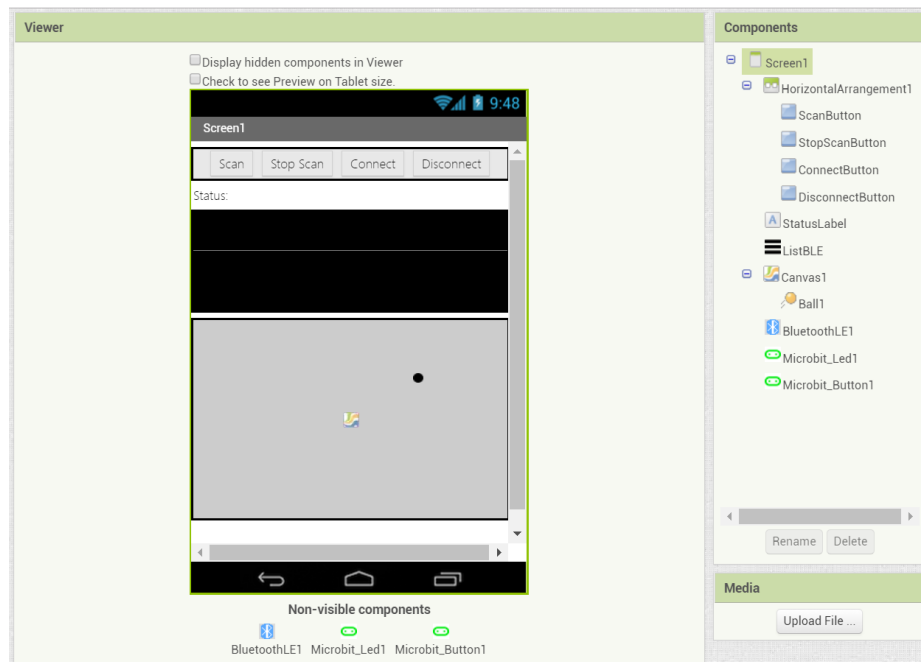 Viewer
Display hidden components in Viewer
Check to see Preview on Tablet size.
9:48
Screen1
Scan Stop Scan Connect Disconnect
Status:
Non-visible components
BluetoothLE1 Microbit_Led1 Microbit_Button1
Components
Screen1
HorizontalArrangement1
ScanButton
StopScanButton
ConnectButton
DisconnectButton
A StatusLabel
ListBLE
Canvas1
Ball1
BluetoothLE1
Microbit_Led1
Microbit_Button1
Rename Delete
Media
Upload File ...